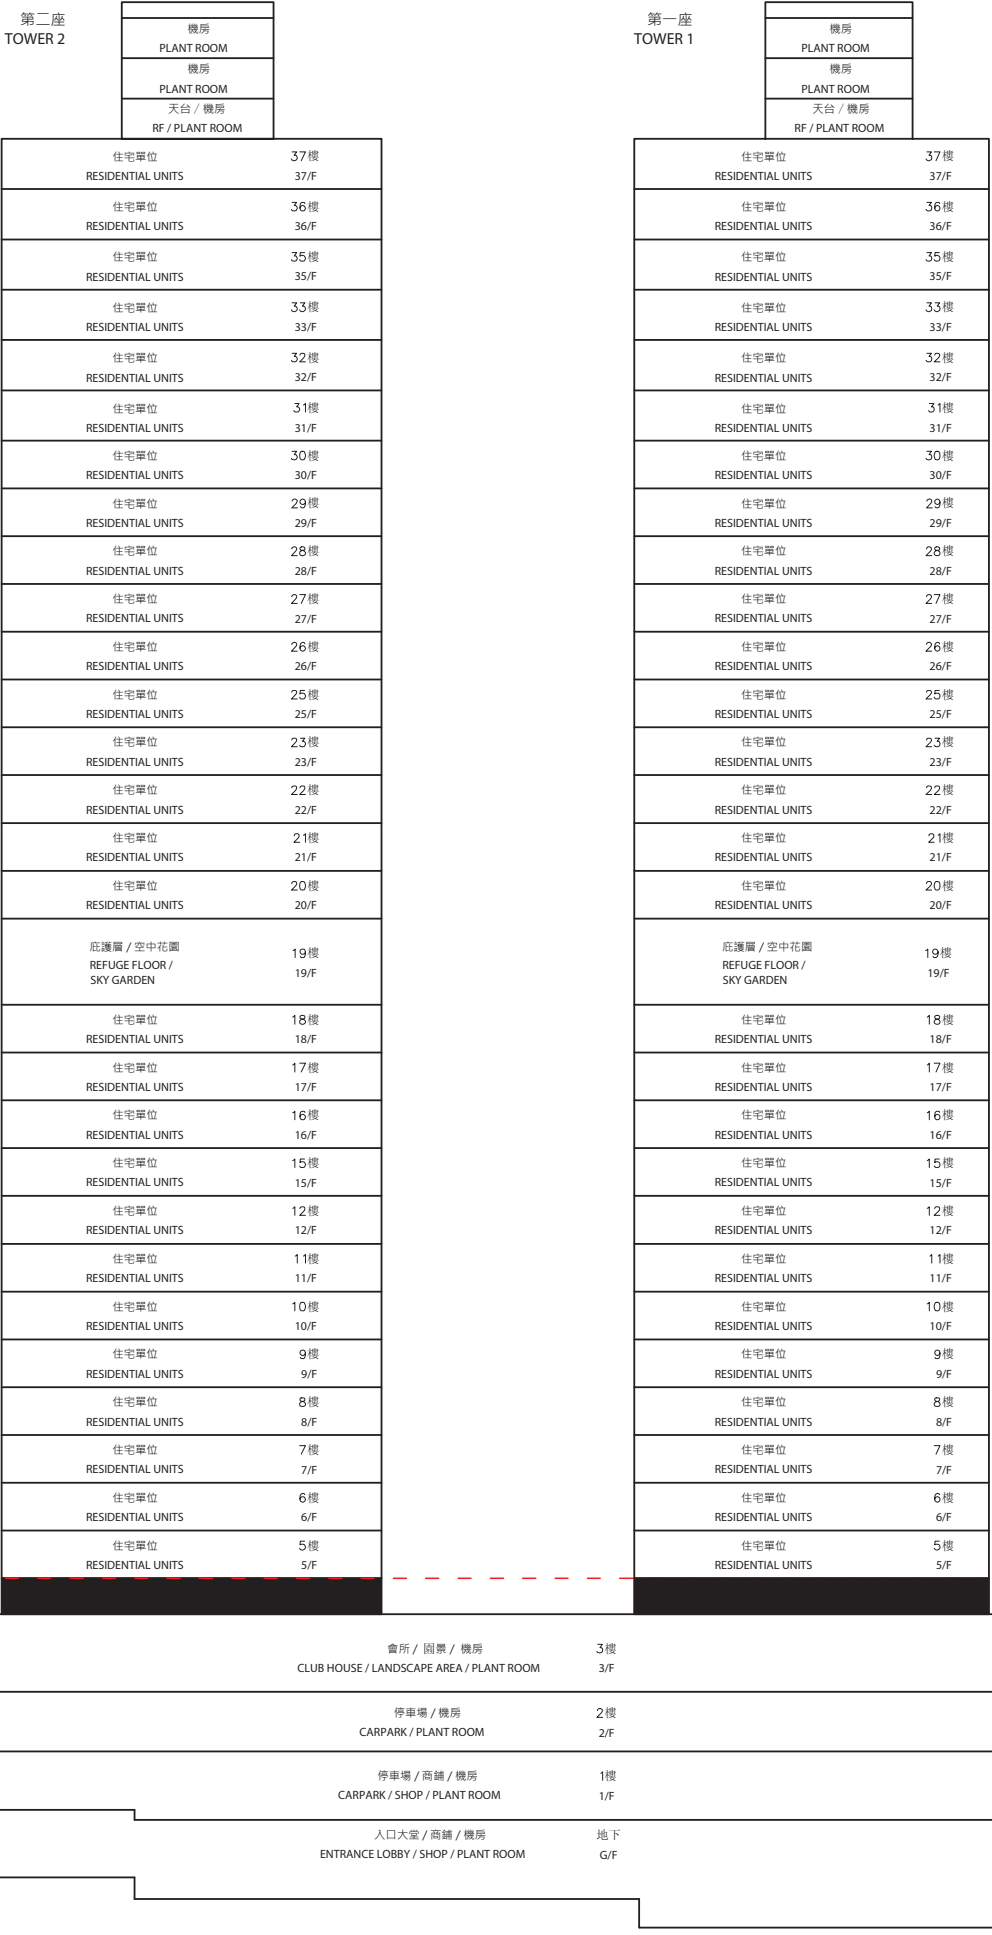 第二座
TOWER 2
機房
PLANT ROOM
機房
PLANT ROOM
天台 / 機房
RF / PLANT ROOM
住宅單位 37樓
RESIDENTIAL UNITS 37/F
住宅單位 36樓
RESIDENTIAL UNITS 36/F
住宅單位 35樓
RESIDENTIAL UNITS 35/F
住宅單位 33樓
RESIDENTIAL UNITS 33/F
住宅單位 32樓
RESIDENTIAL UNITS 32/F
住宅單位 31樓
RESIDENTIAL UNITS 31/F
住宅單位 30樓
RESIDENTIAL UNITS 30/F
住宅單位 29樓
RESIDENTIAL UNITS 29/F
住宅單位 28樓
RESIDENTIAL UNITS 28/F
住宅單位 27樓
RESIDENTIAL UNITS 27/F
住宅單位 26樓
RESIDENTIAL UNITS 26/F
住宅單位 25樓
RESIDENTIAL UNITS 25/F
住宅單位 23樓
RESIDENTIAL UNITS 23/F
住宅單位 22樓
RESIDENTIAL UNITS 22/F
住宅單位 21樓
RESIDENTIAL UNITS 21/F
住宅單位 20樓
RESIDENTIAL UNITS 20/F
庇護層 / 空中花園 19樓
REFUGE FLOOR / 19/F
SKY GARDEN
住宅單位 18樓
RESIDENTIAL UNITS 18/F
住宅單位 17樓
RESIDENTIAL UNITS 17/F
住宅單位 16樓
RESIDENTIAL UNITS 16/F
住宅單位 15樓
RESIDENTIAL UNITS 15/F
住宅單位 12樓
RESIDENTIAL UNITS 12/F
住宅單位 11樓
RESIDENTIAL UNITS 11/F
住宅單位 10樓
RESIDENTIAL UNITS 10/F
住宅單位 9樓
RESIDENTIAL UNITS 9/F
住宅單位 8樓
RESIDENTIAL UNITS 8/F
住宅單位 7樓
RESIDENTIAL UNITS 7/F
住宅單位 6樓
RESIDENTIAL UNITS 6/F
住宅單位 5樓
RESIDENTIAL UNITS 5/F
第一座
TOWER 1
機房
PLANT ROOM
機房
PLANT ROOM
天台 / 機房
RF / PLANT ROOM
住宅單位 37樓
RESIDENTIAL UNITS 37/F
住宅單位 36樓
RESIDENTIAL UNITS 36/F
住宅單位 35樓
RESIDENTIAL UNITS 35/F
住宅單位 33樓
RESIDENTIAL UNITS 33/F
住宅單位 32樓
RESIDENTIAL UNITS 32/F
住宅單位 31樓
RESIDENTIAL UNITS 31/F
住宅單位 30樓
RESIDENTIAL UNITS 30/F
住宅單位 29樓
RESIDENTIAL UNITS 29/F
住宅單位 28樓
RESIDENTIAL UNITS 28/F
住宅單位 27樓
RESIDENTIAL UNITS 27/F
住宅單位 26樓
RESIDENTIAL UNITS 26/F
住宅單位 25樓
RESIDENTIAL UNITS 25/F
住宅單位 23樓
RESIDENTIAL UNITS 23/F
住宅單位 22樓
RESIDENTIAL UNITS 22/F
住宅單位 21樓
RESIDENTIAL UNITS 21/F
住宅單位 20樓
RESIDENTIAL UNITS 20/F
庇護層 / 空中花園 19樓
REFUGE FLOOR / 19/F
SKY GARDEN
住宅單位 18樓
RESIDENTIAL UNITS 18/F
住宅單位 17樓
RESIDENTIAL UNITS 17/F
住宅單位 16樓
RESIDENTIAL UNITS 16/F
住宅單位 15樓
RESIDENTIAL UNITS 15/F
住宅單位 12樓
RESIDENTIAL UNITS 12/F
住宅單位 11樓
RESIDENTIAL UNITS 11/F
住宅單位 10樓
RESIDENTIAL UNITS 10/F
住宅單位 9樓
RESIDENTIAL UNITS 9/F
住宅單位 8樓
RESIDENTIAL UNITS 8/F
住宅單位 7樓
RESIDENTIAL UNITS 7/F
住宅單位 6樓
RESIDENTIAL UNITS 6/F
住宅單位 5樓
RESIDENTIAL UNITS 5/F
會所 / 園景 / 機房 3樓
CLUB HOUSE / LANDSCAPE AREA / PLANT ROOM 3/F
停車場 / 機房 2樓
CARPARK / PLANT ROOM 2/F
停車場 / 商鋪 / 機房 1樓
CARPARK / SHOP / PLANT ROOM 1/F
入口大堂 / 商鋪 / 機房 地下
ENTRANCE LOBBY / SHOP / PLANT ROOM G/F